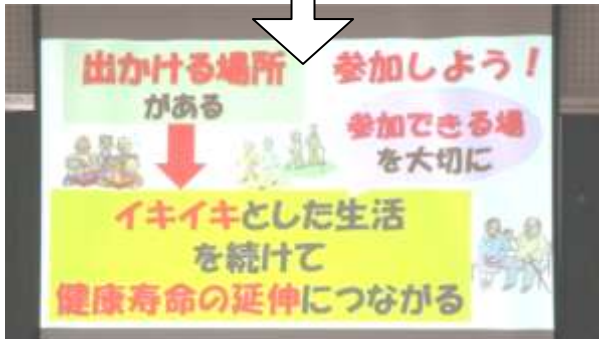 出かける場所
がある
参加しよう！
参加できる場
を大切に
イキイキとした生活
を続けて
健康寿命の延伸につながる